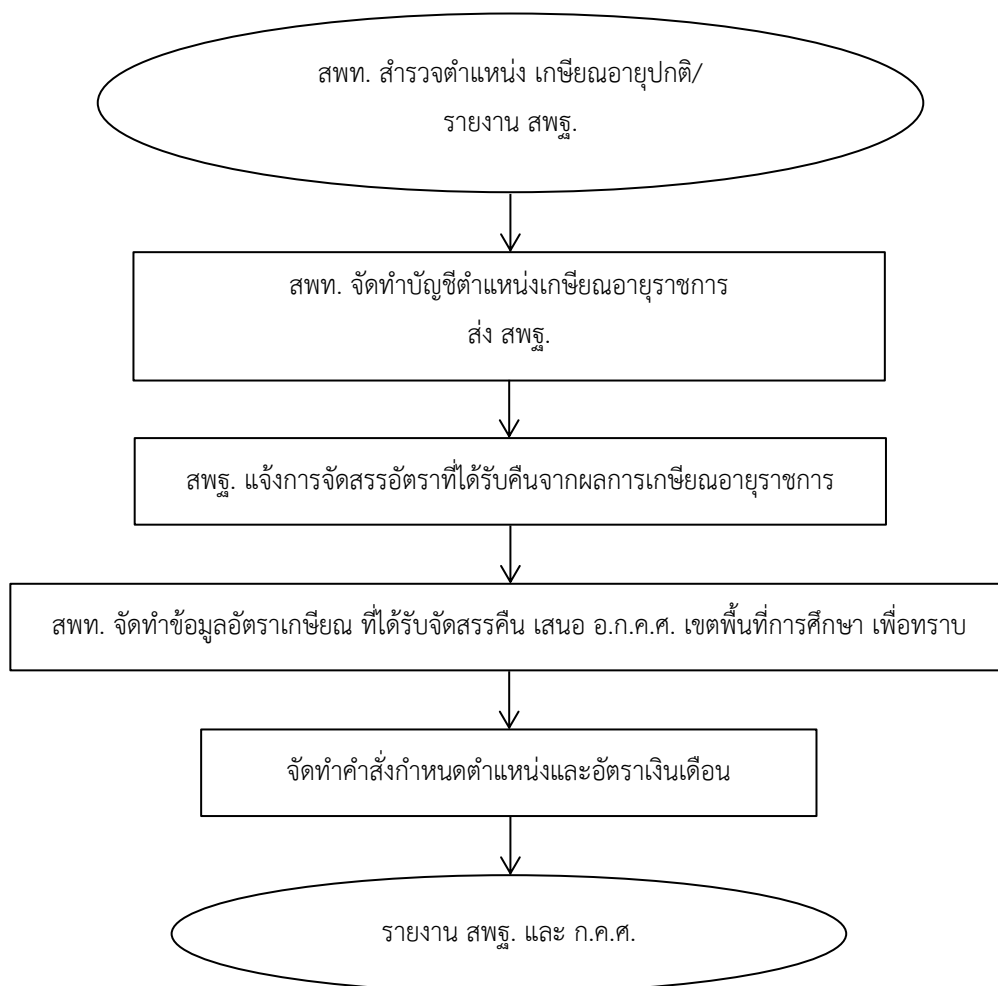 สพท. สำรวจตำแหน่ง เกษียณอายุปกติ/
รายงาน สพฐ.
สพท. จัดทำบัญชีตำแหน่งเกษียณอายุราชการ
ส่ง สพฐ.
สพฐ. แจ้งการจัดสรรอัตราที่ได้รับคืนจากผลการเกษียณอายุราชการ
สพท. จัดทำข้อมูลอัตราเกษียณ ที่ได้รับจัดสรรคืน เสนอ อ.ก.ค.ศ. เขตพื้นที่การศึกษา เพื่อทราบ
จัดทำคำสั่งกำหนดตำแหน่งและอัตราเงินเดือน
รายงาน สพฐ. และ ก.ค.ศ.